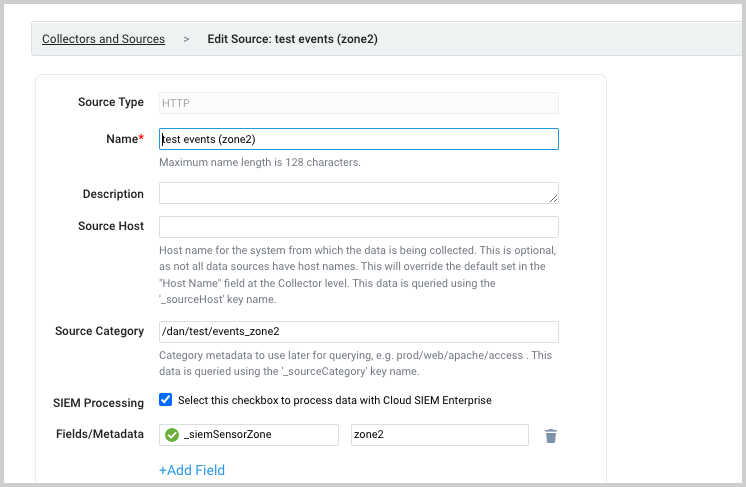 Collectors and Sources > Edit Source: test events (zone2)
Source Type HTTP
Name* test events (zone2)
Maximum name length is 128 characters.
Description
Source Host
Host name for the system from which the data is being collected. This is optional,
as not all data sources have host names. This will override the default set in the
"Host Name" field at the Collector level. This data is queried using the
'_sourceHost' key name.
Source Category /dan/test/events_zone2
Category metadata to use later for querying, e.g. prod/web/apache/access . This
data is queried using the '_sourceCategory' key name.
SIEM Processing Select this checkbox to process data with Cloud SIEM Enterprise
Fields/Metadata _siemSensorZone zone2
+Add Field